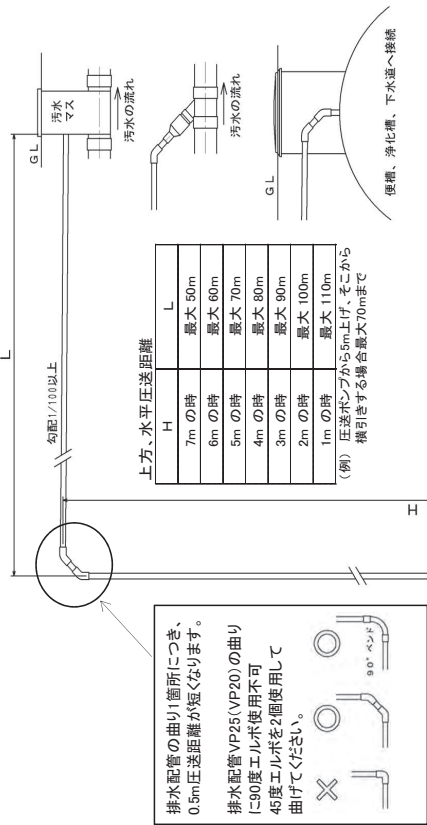 L
勾配1/100以上
GL
汚水
マス
汚水の流れ
汚水の流れ
GL
便槽、浄化槽、下水道へ接続
上方、水平圧送距離
H L
7m の時 最大 50m
6m の時 最大 60m
5m の時 最大 70m
4m の時 最大 80m
3m の時 最大 90m
2m の時 最大 100m
1m の時 最大 110m
(例) 圧送ポンプから5m上げ、そこから
横引きする場合最大70mまで
H
排水配管の曲り1箇所につき、
0.5m圧送距離が短くなります。
排水配管VP25(VP20)の曲り
に90度エルボ使用不可
45度エルボを2個使用して
曲げてください。
90°ベンド